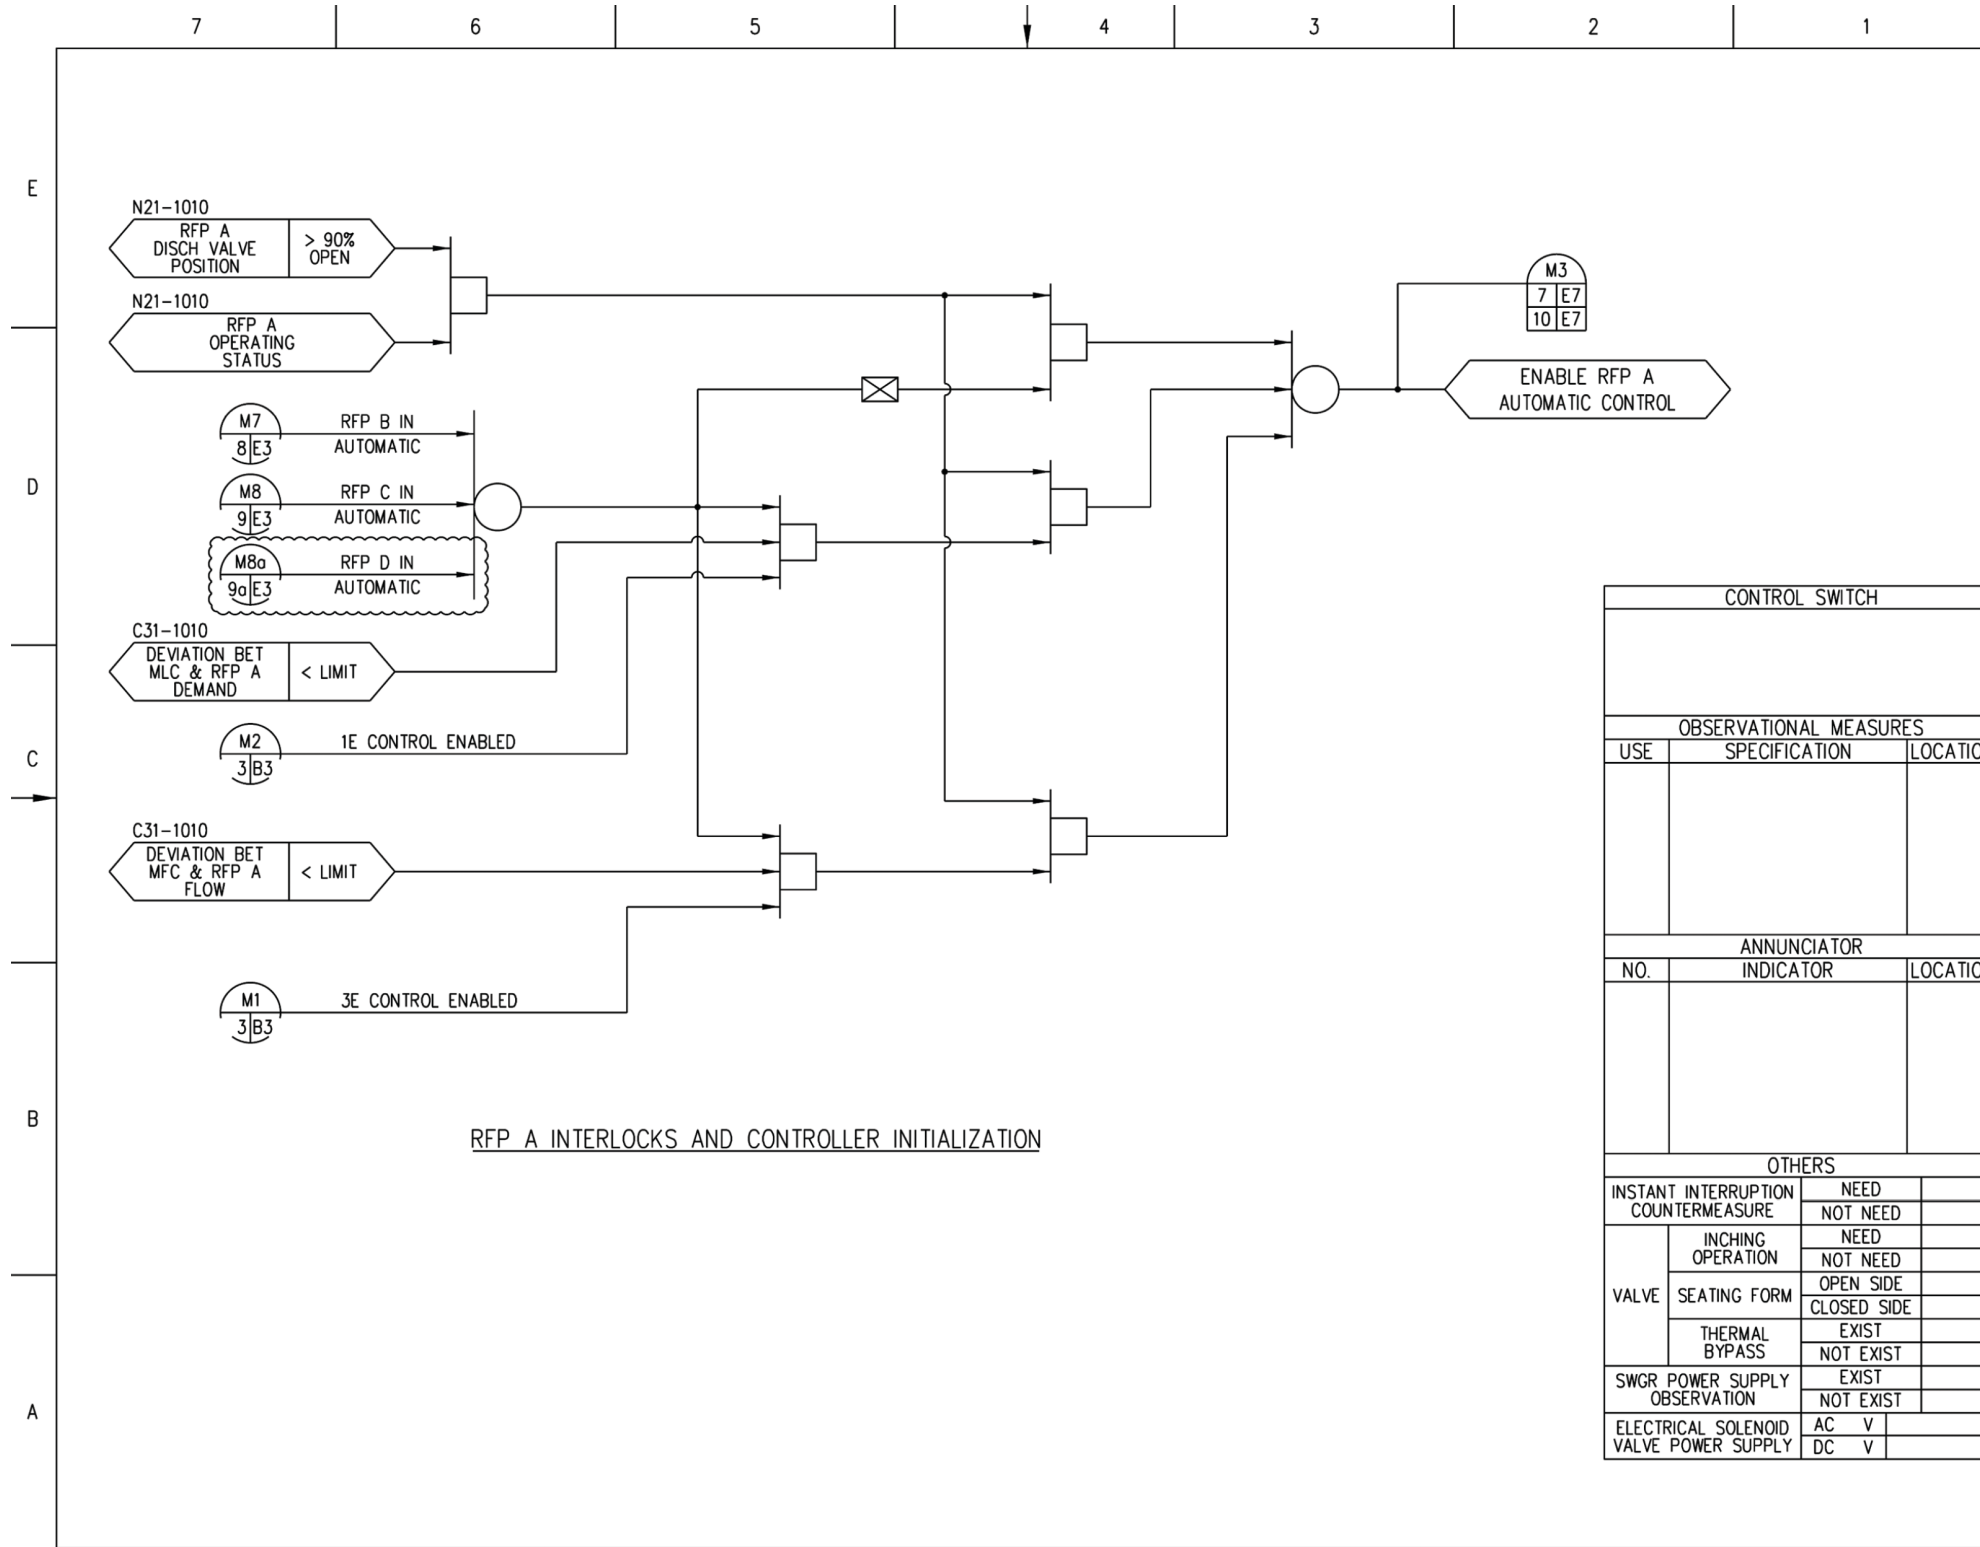 7 6 5 4 3 2 1
E
D
C
B
A
N21-1010
RFP A
DISCH VALVE
POSITION
> 90%
OPEN
N21-1010
RFP A
OPERATING
STATUS
M7
8 E3
RFP B IN
AUTOMATIC
M8
9 E3
RFP C IN
AUTOMATIC
M8a
9a E3
RFP D IN
AUTOMATIC
C31-1010
DEVIATION BET
MLC & RFP A
DEMAND
< LIMIT
M2
3 B3
1E CONTROL ENABLED
C31-1010
DEVIATION BET
MFC & RFP A
FLOW
< LIMIT
M1
3 B3
3E CONTROL ENABLED
M3
7 E7
10 E7
ENABLE RFP A
AUTOMATIC CONTROL
RFP A INTERLOCKS AND CONTROLLER INITIALIZATION
CONTROL SWITCH
OBSERVATIONAL MEASURES
USE SPECIFICATION LOCATIO
ANNUNCIATOR
NO. INDICATOR LOCATIO
OTHERS
INSTANT INTERRUPTION
COUNTERMEASURE
NEED
NOT NEED
VALVE
INCHING
OPERATION
NEED
NOT NEED
SEATING FORM
OPEN SIDE
CLOSED SIDE
THERMAL
BYPASS
EXIST
NOT EXIST
SWGR POWER SUPPLY
OBSERVATION
EXIST
NOT EXIST
ELECTRICAL SOLENOID
VALVE POWER SUPPLY
AC V
DC V